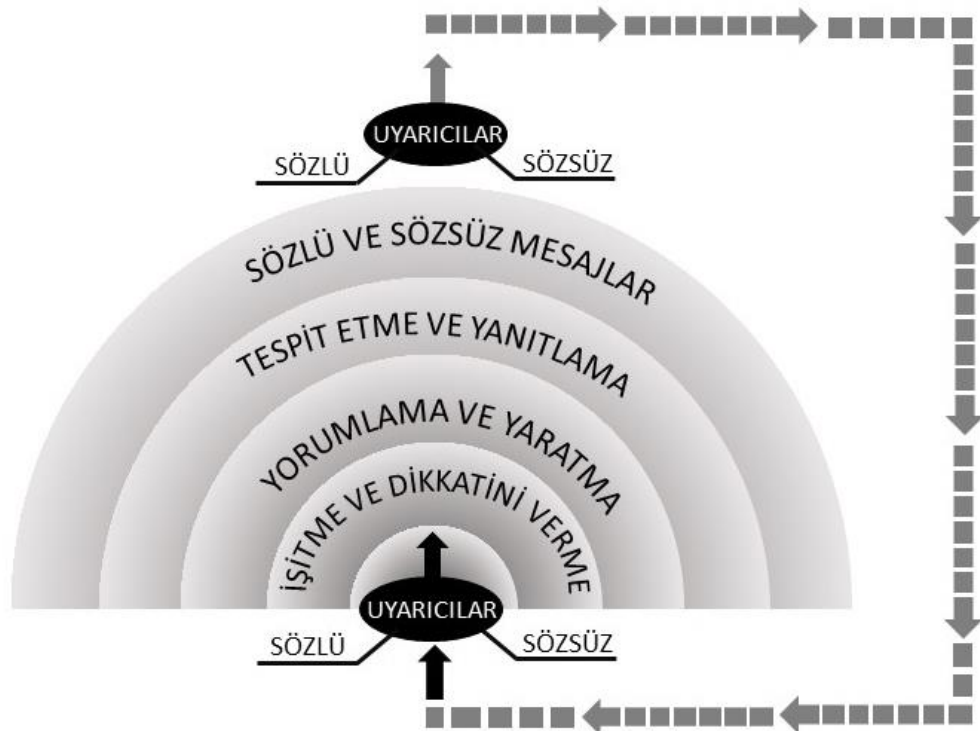 UYARICILAR
SÖZLÜ
SÖZSÜZ
SÖZLÜ VE SÖZSÜZ MESAJLAR
TESPİT ETME VE YANITLAMA
YORUMLAMA VE YARATMA
İŞİTME VE DİKKATİNİ VERME
UYARICILAR
SÖZLÜ
SÖZSÜZ